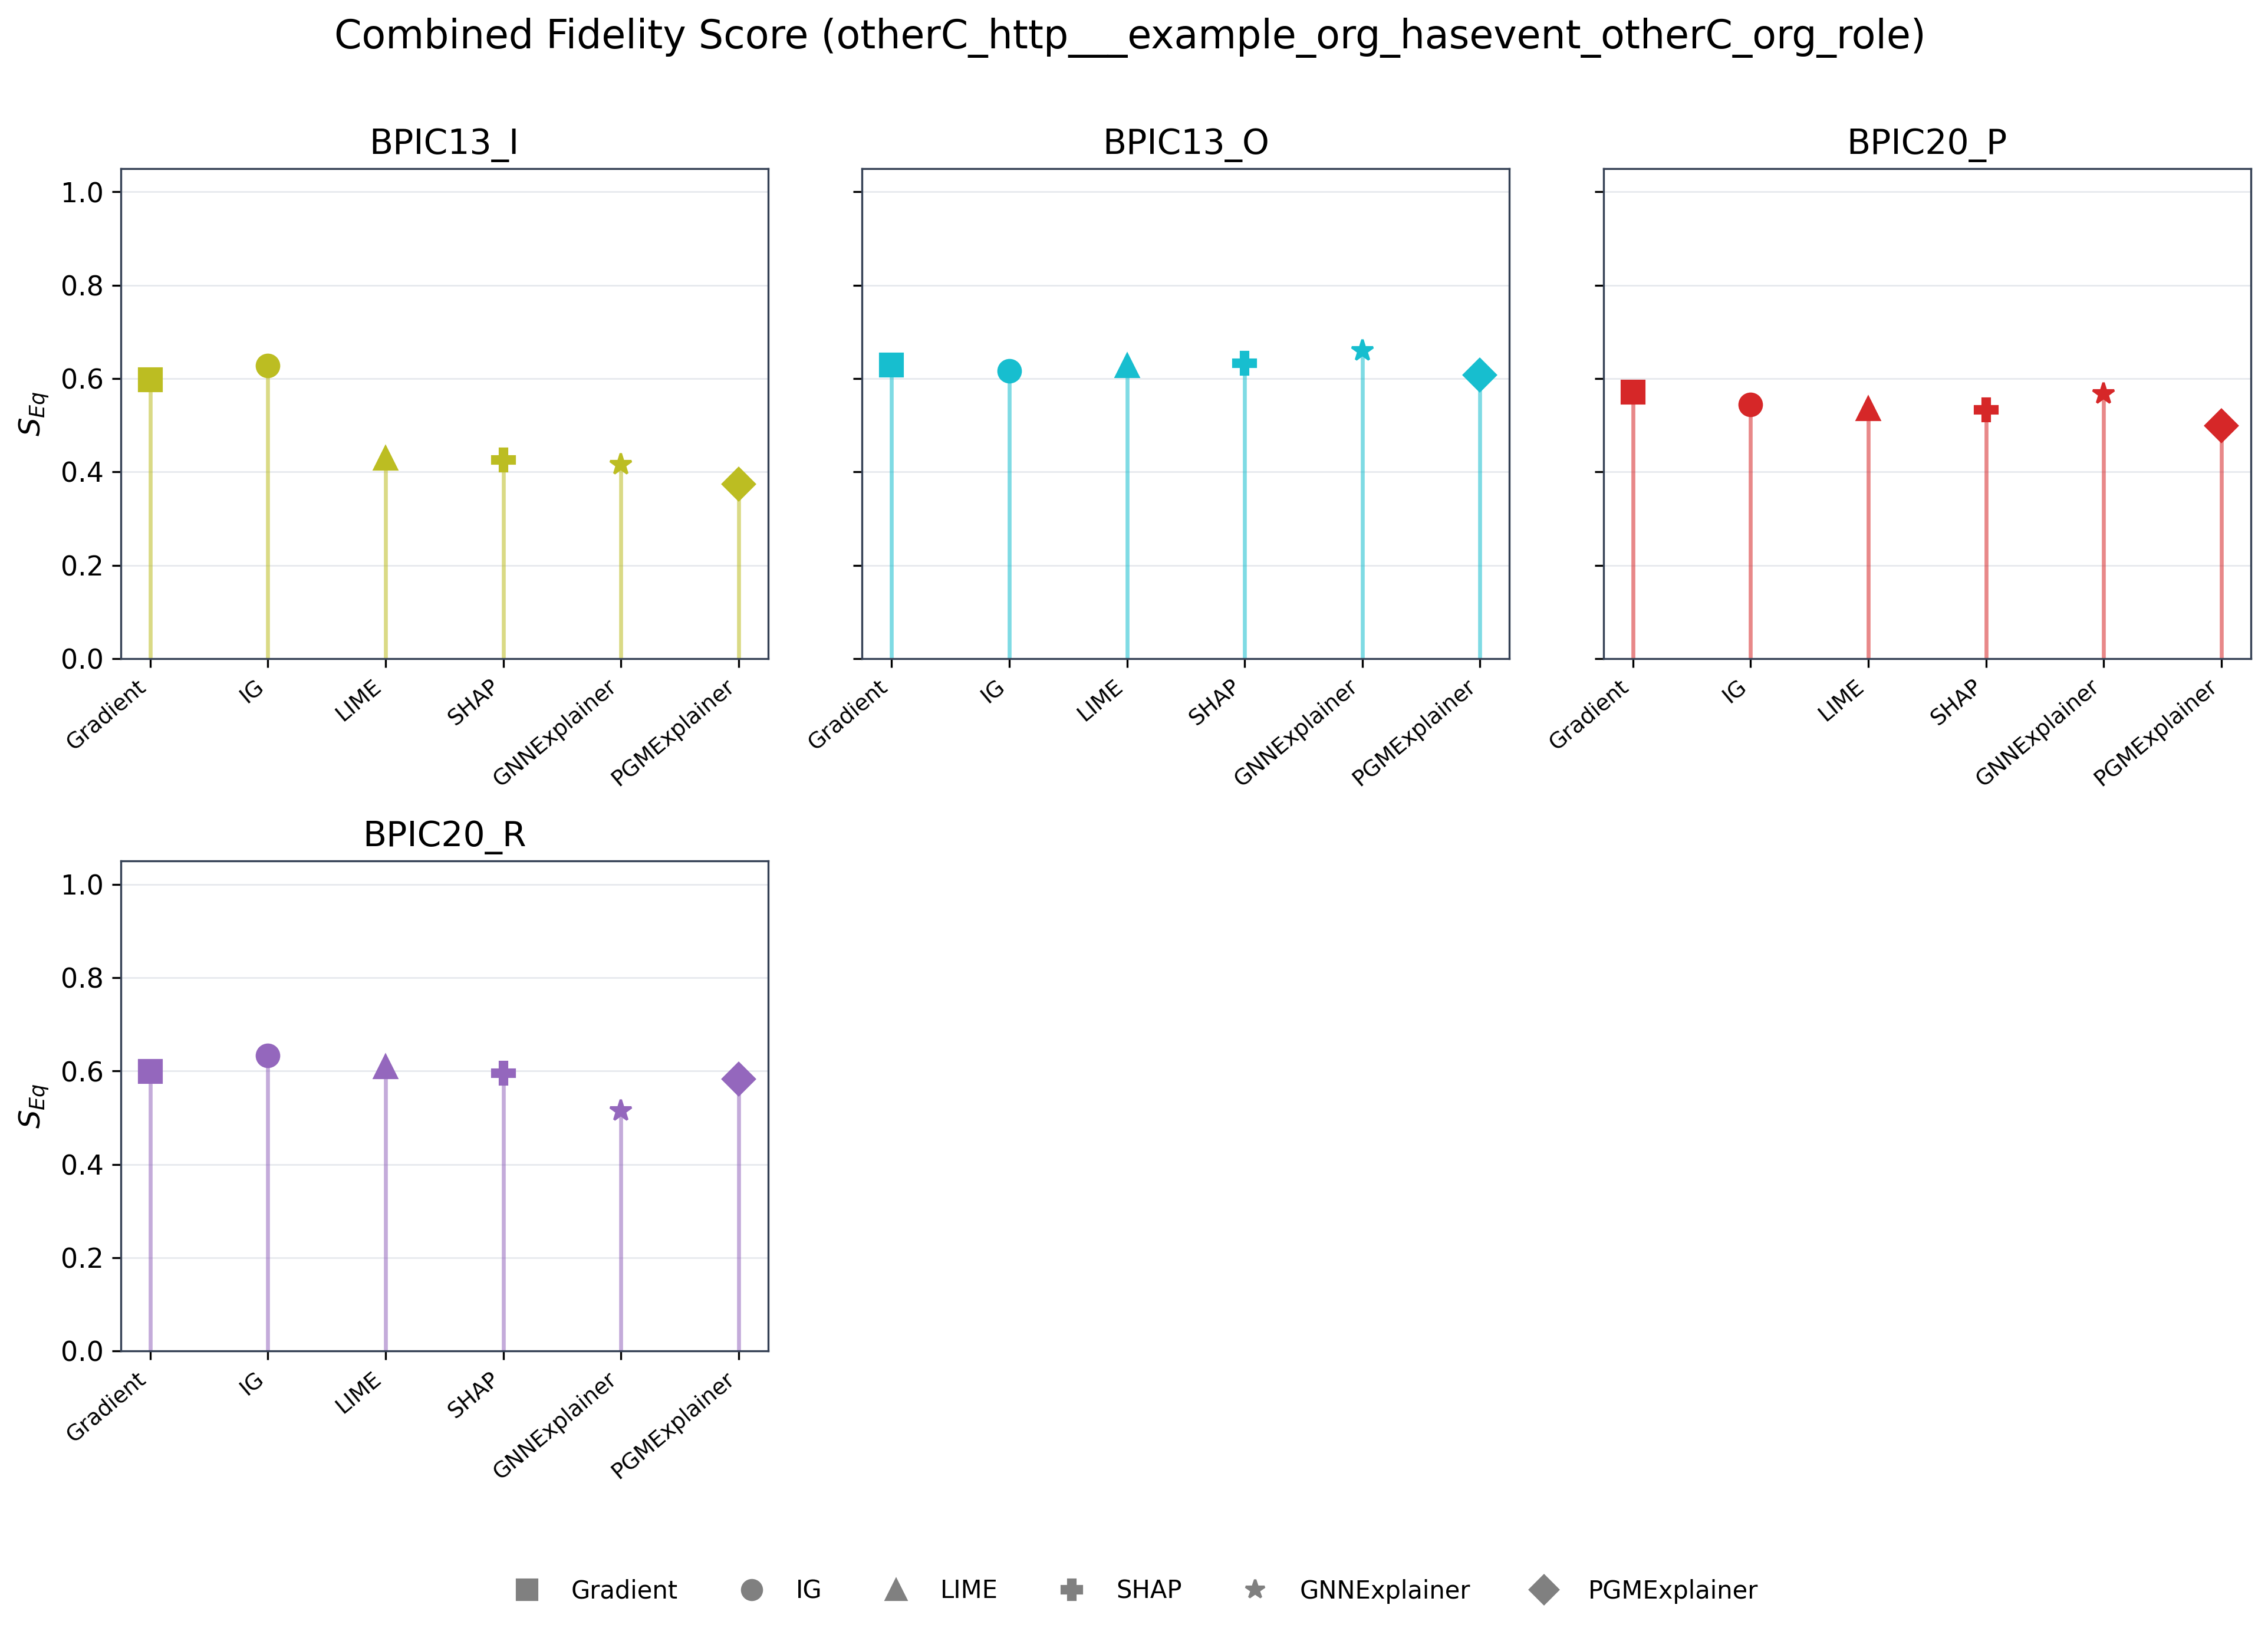 Combined Fidelity Score (otherC_http___example_org_hasevent_otherC_org_role)
BPIC13_I
BPIC13_O
BPIC20_P
1.0
0.8
0.6
0.4
0.2
0.0
S_Eq
Gradient
IG
LIME
SHAP
GNNExplainer
PGMExplainer
Gradient
IG
LIME
SHAP
GNNExplainer
PGMExplainer
Gradient
IG
LIME
SHAP
GNNExplainer
PGMExplainer
BPIC20_R
1.0
0.8
0.6
0.4
0.2
0.0
S_Eq
Gradient
IG
LIME
SHAP
GNNExplainer
PGMExplainer
Gradient IG LIME SHAP GNNExplainer PGMExplainer